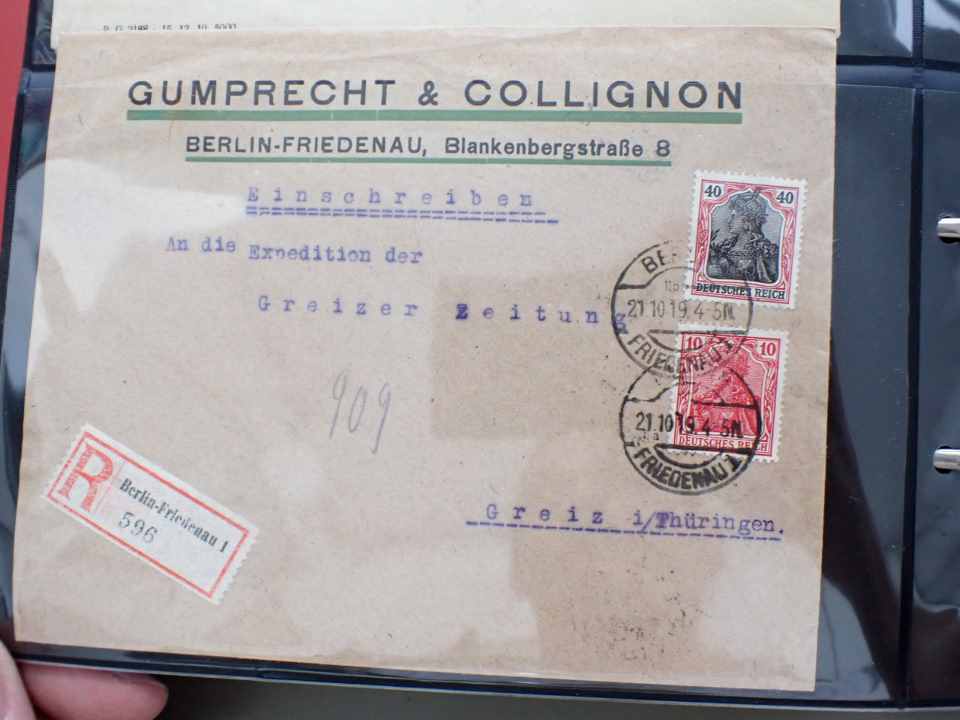 GUMPRECHT & COLLIGNON
BERLIN-FRIEDENAU, Blankenbergstraße 8
Einschreiben
An die Expedition der
Greizer Zeitung
40 40
DEUTSCHES REICH
21.10.19.4-5N.
FRIEDENAU 1
10 10
DEUTSCHES REICH
21.10.19.4-5N.
FRIEDENAU 1
909
R
Berlin-Friedenau 1
596
Greiz i/Thüringen.